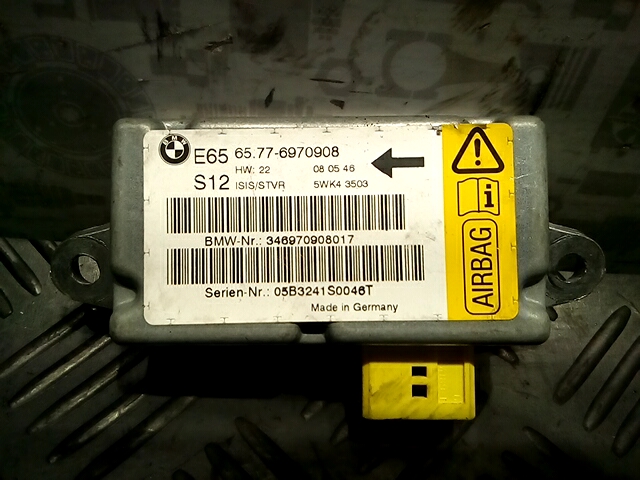 BMW
E65 65.77-6970908
HW: 22 08 05 46
S12 ISIS/STVR 5WK4 3503
BMW-Nr.: 346970908017
Serien-Nr.: 05B3241S0046T
Made in Germany
AIRBAG